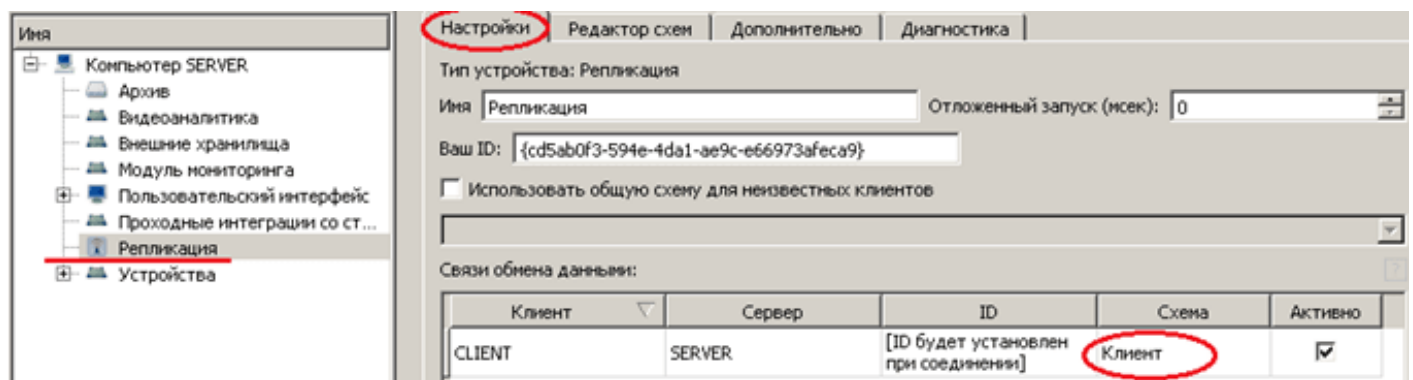 Имя
Компьютер SERVER
Архив
Видеоаналитика
Внешние хранилища
Модуль мониторинга
Пользовательский интерфейс
Проходные интеграции со ст...
Репликация
Устройства
Настройки Редактор схем Дополнительно Диагностика
Тип устройства: Репликация
Имя Репликация Отложенный запуск (мсек): 0
Ваш ID: {cd5ab0f3-594e-4da1-ae9c-e66973afeca9}
Использовать общую схему для неизвестных клиентов
Связи обмена данными:
?
Клиент Сервер ID Схема Активно
CLIENT SERVER [ID будет установлен при соединении] Клиент